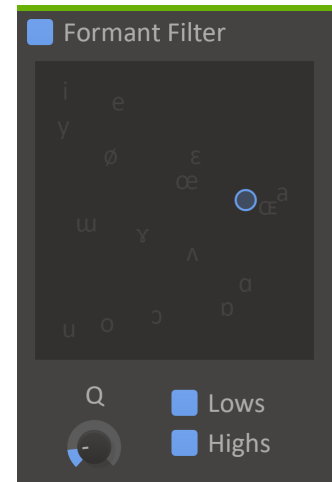 Formant Filter
i
e
y
ø
ɛ
œ
a
ɶ
ɯ
ɤ
ʌ
ɑ
ɒ
ɔ
o
u
Q
Lows
Highs